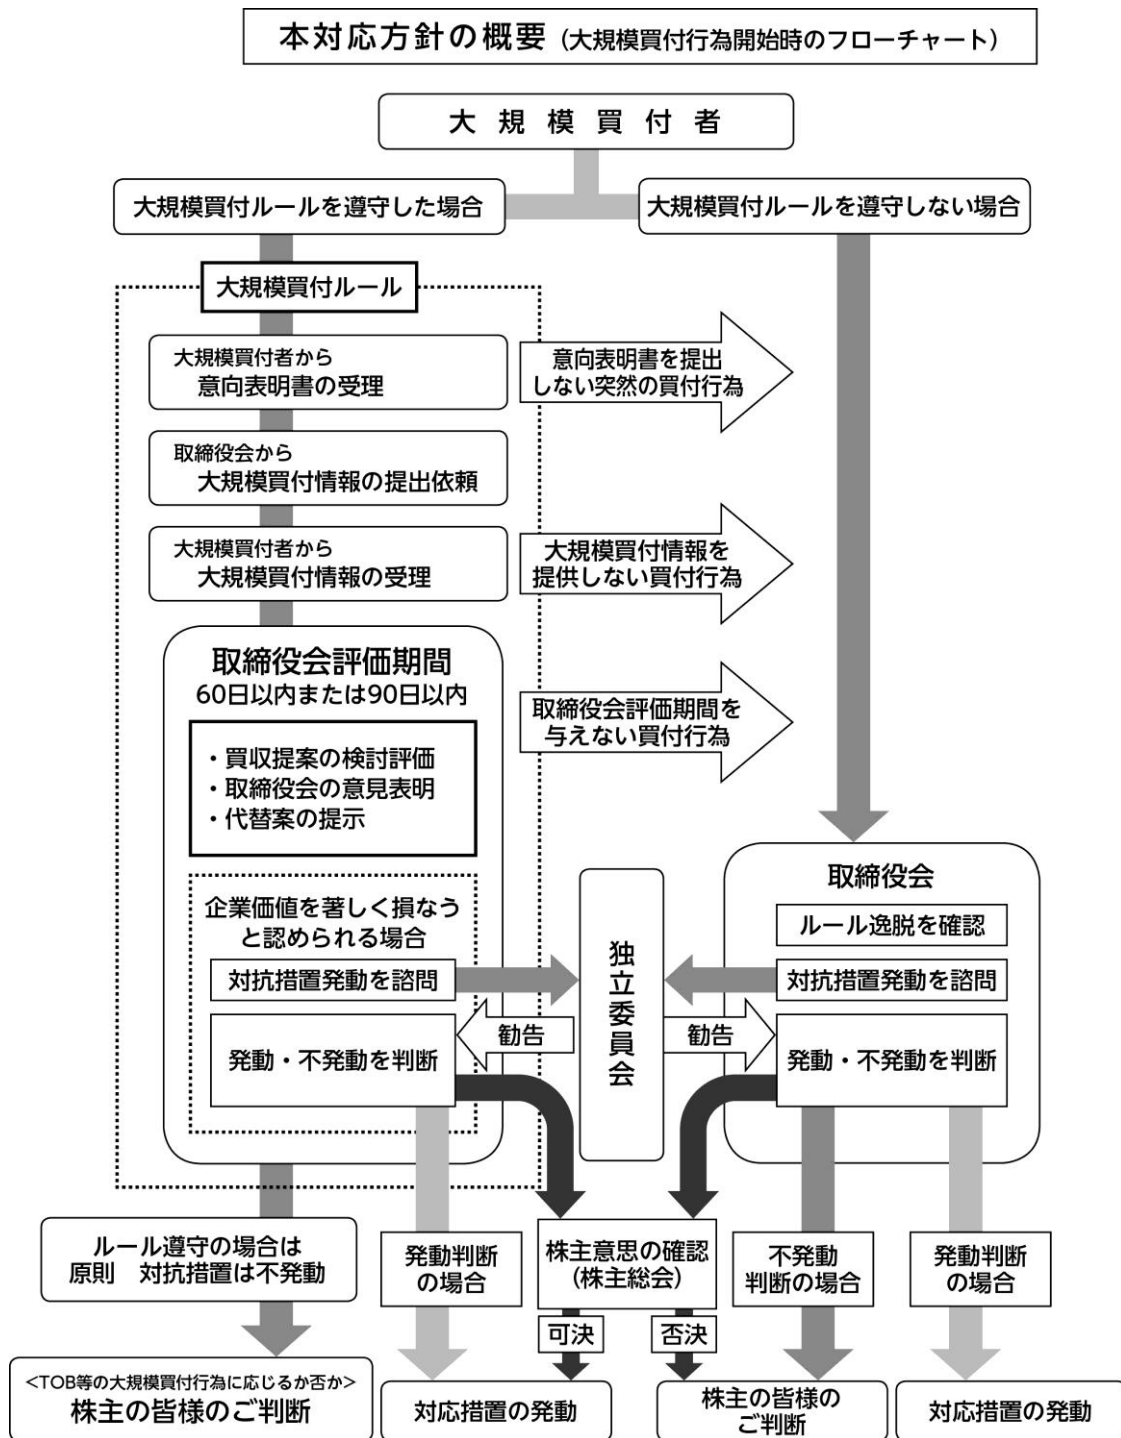 本対応方針の概要（大規模買付行為開始時のフローチャート）
大規模買付者
大規模買付ルールを遵守した場合
大規模買付ルールを遵守しない場合
大規模買付ルール
大規模買付者から
意向表明書の受理
意向表明書を提出
しない突然の買付行為
取締役会から
大規模買付情報の提出依頼
大規模買付者から
大規模買付情報の受理
大規模買付情報を
提供しない買付行為
取締役会評価期間
60日以内または90日以内
取締役会評価期間を
与えない買付行為
・買収提案の検討評価
・取締役会の意見表明
・代替案の提示
企業価値を著しく損なう
と認められる場合
対抗措置発動を諮問
発動・不発動を判断
勧告
独立委員会
勧告
取締役会
ルール逸脱を確認
対抗措置発動を諮問
発動・不発動を判断
ルール遵守の場合は
原則　対抗措置は不発動
発動判断
の場合
株主意思の確認
（株主総会）
可決
否決
不発動
判断の場合
発動判断
の場合
<TOB等の大規模買付行為に応じるか否か>
株主の皆様のご判断
対応措置の発動
株主の皆様の
ご判断
対応措置の発動